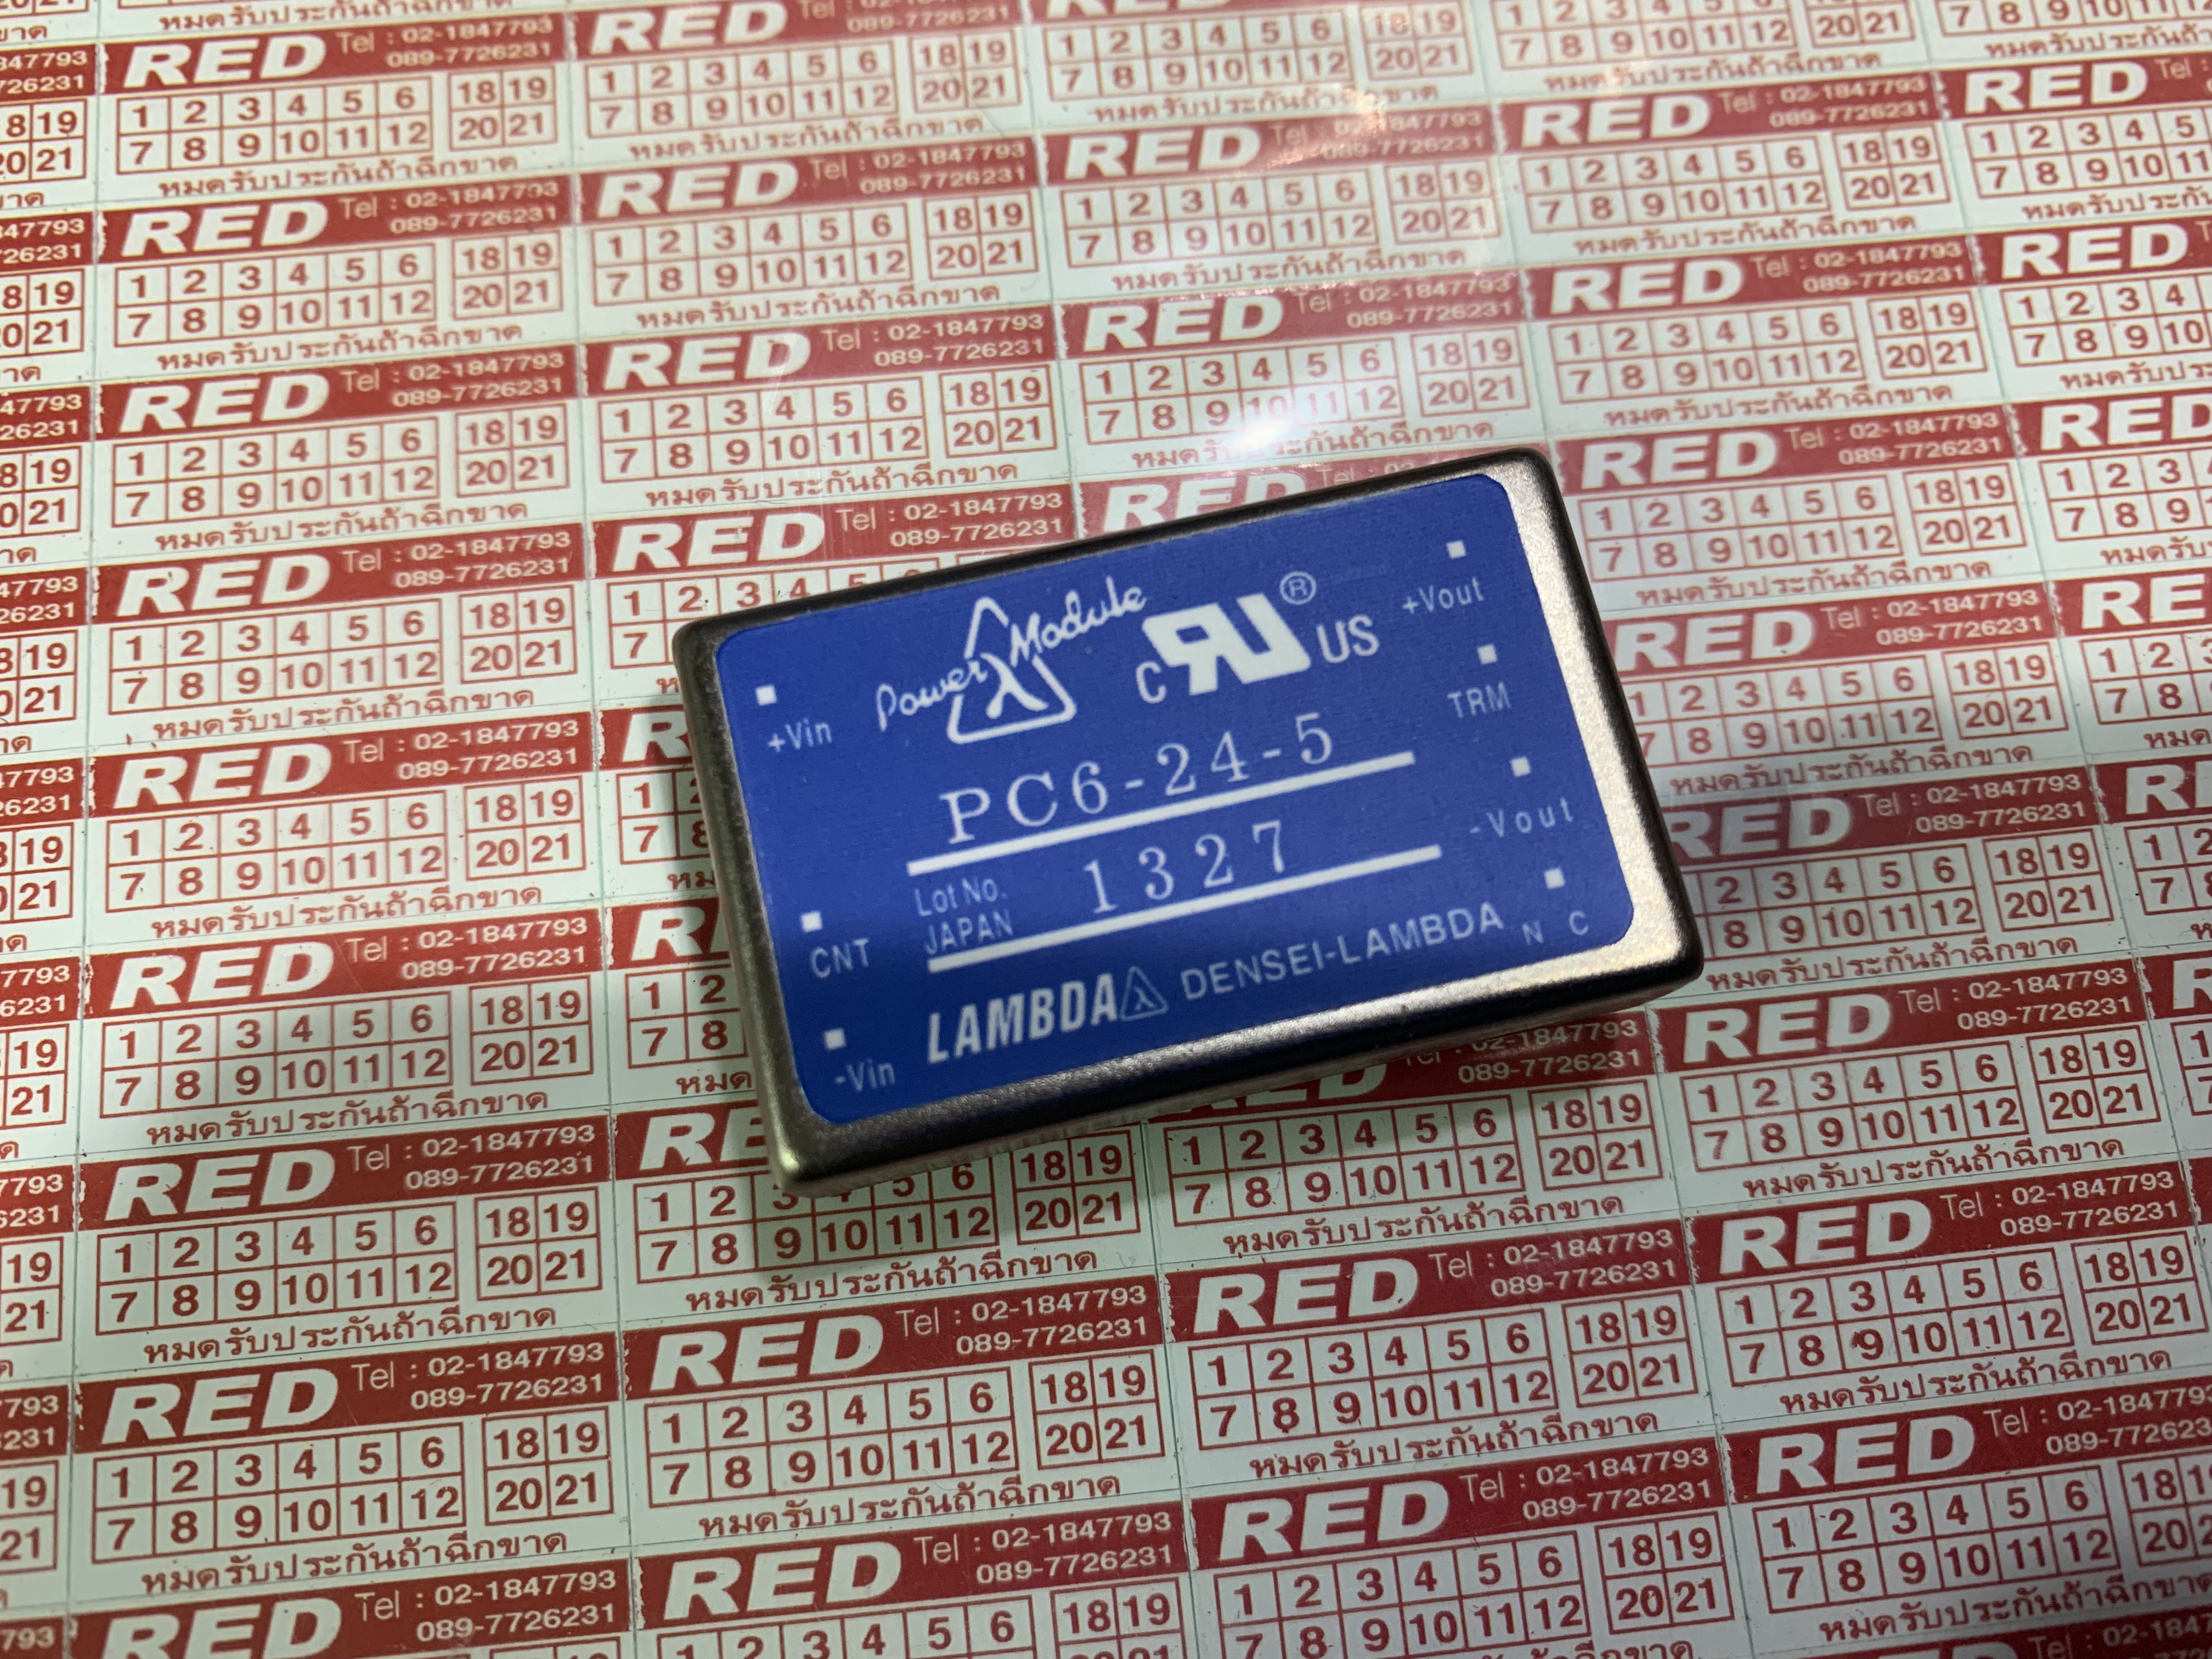 Power Module
C RU ® US
+Vin
+Vout
TRM
PC6-24-5
-Vout
Lot No. 1327
JAPAN
CNT
N C
-Vin
LAMBDA DENSEI-LAMBDA
RED Tel : 02-1847793
089-7726231
1 2 3 4 5 6 18 19
7 8 9 10 11 12 20 21
หมดรับประกันถ้าฉีกขาด